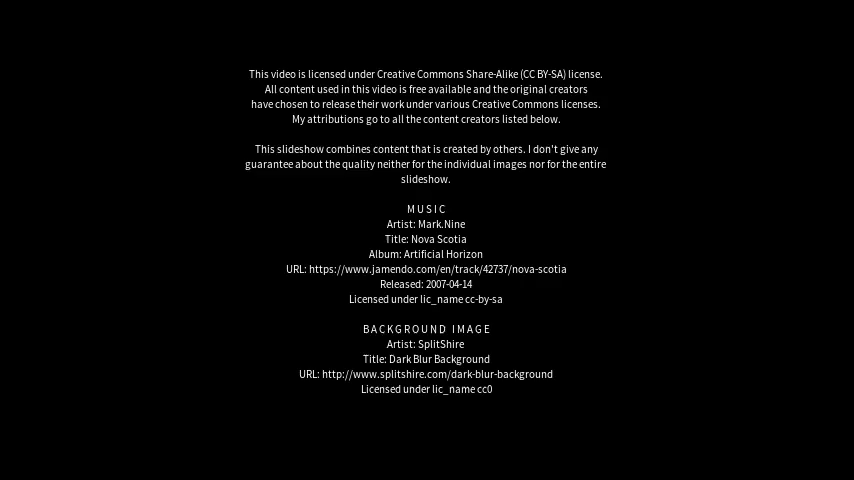 This video is licensed under Creative Commons Share-Alike (CC BY-SA) license.
All content used in this video is free available and the original creators
have chosen to release their work under various Creative Commons licenses.
My attributions go to all the content creators listed below.
This slideshow combines content that is created by others. I don't give any
guarantee about the quality neither for the individual images nor for the entire
slideshow.
MUSIC
Artist: Mark.Nine
Title: Nova Scotia
Album: Artificial Horizon
URL: https://www.jamendo.com/en/track/42737/nova-scotia
Released: 2007-04-14
Licensed under lic_name cc-by-sa
BACKGROUND IMAGE
Artist: SplitShire
Title: Dark Blur Background
URL: http://www.splitshire.com/dark-blur-background
Licensed under lic_name cc0